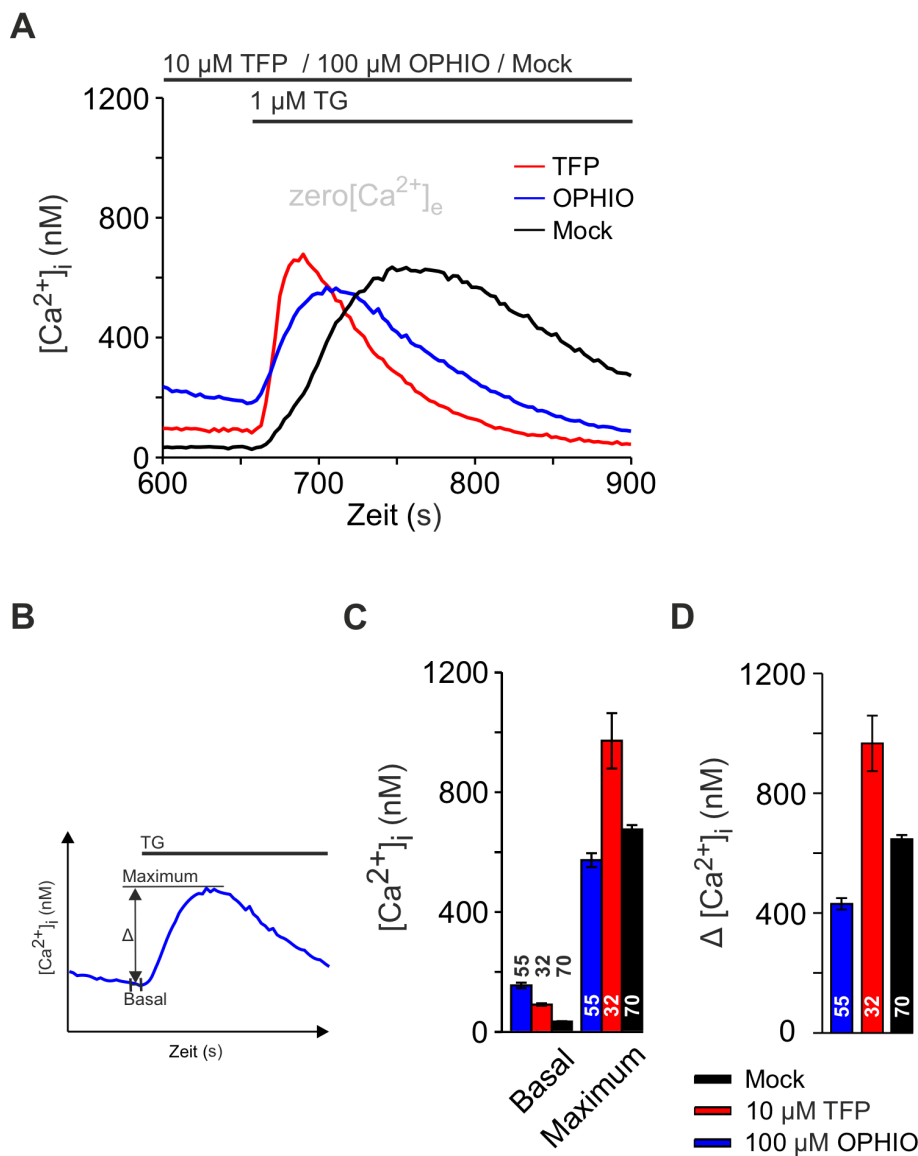 A
10 µM TFP / 100 µM OPHIO / Mock
1 µM TG
1200
800
400
0
[Ca²⁺]ᵢ (nM)
zero[Ca²⁺]ₑ
TFP
OPHIO
Mock
600
700
800
900
Zeit (s)
B
[Ca²⁺]ᵢ (nM)
TG
Maximum
Δ
Basal
Zeit (s)
C
[Ca²⁺]ᵢ (nM)
1200
800
400
0
55
32
70
55
32
70
Basal
Maximum
D
Δ [Ca²⁺]ᵢ (nM)
1200
800
400
0
55
32
70
Mock
10 µM TFP
100 µM OPHIO